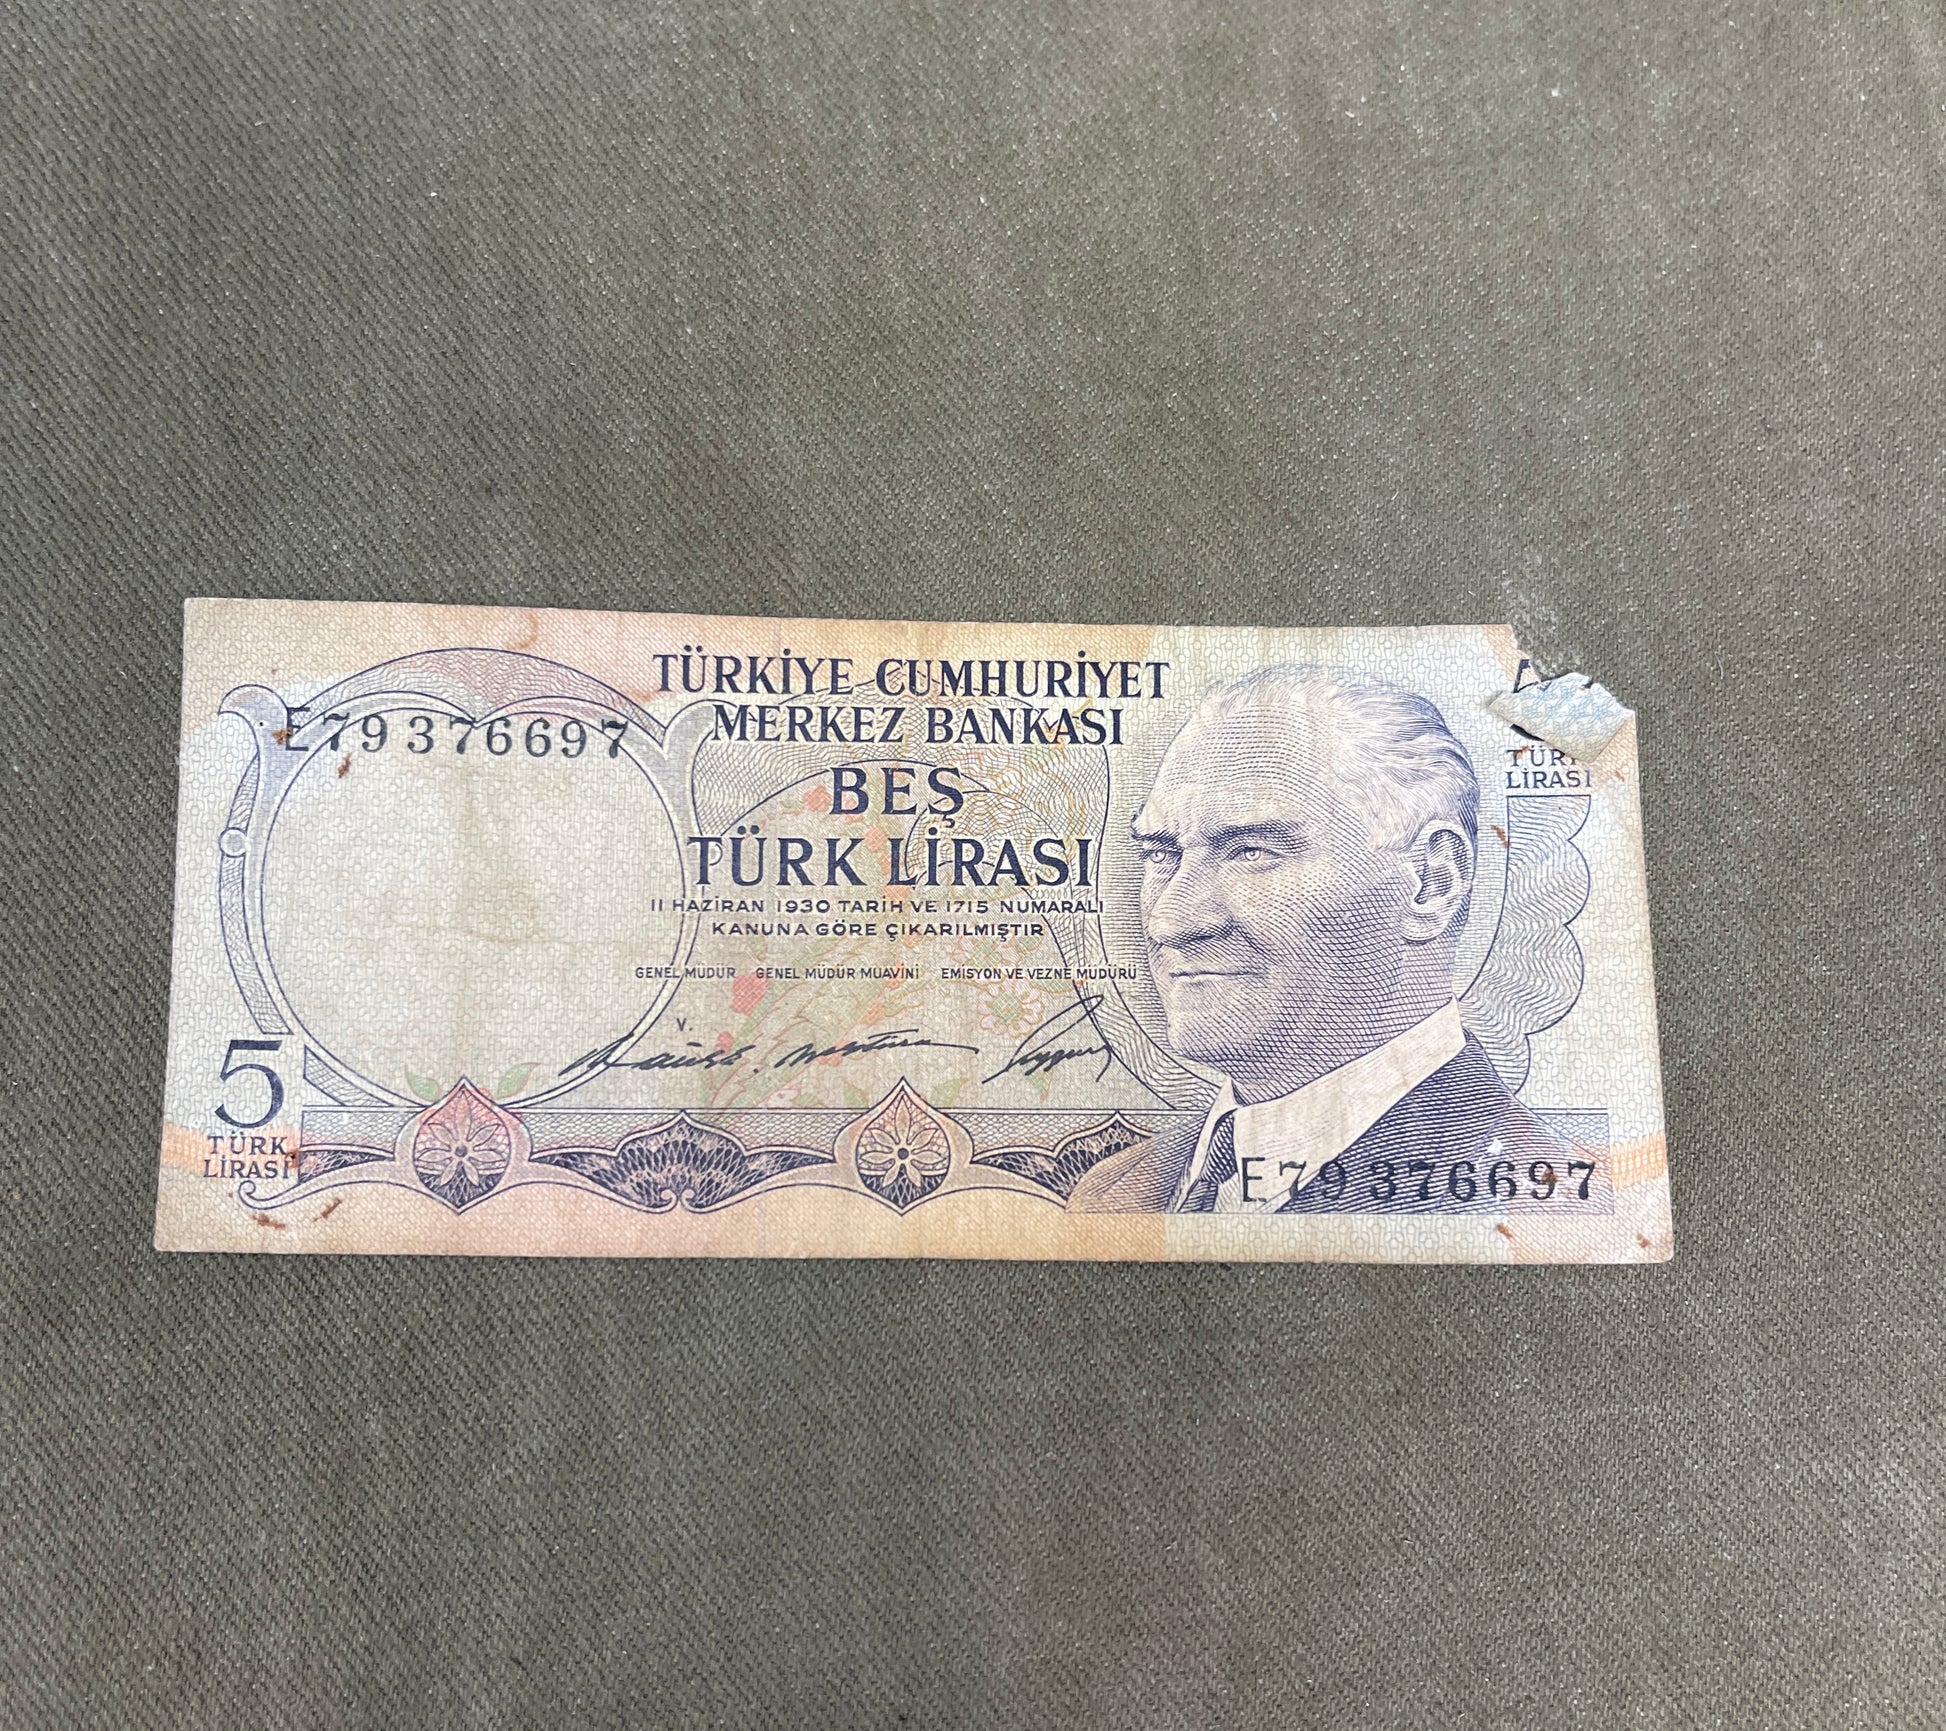 TÜRKİYE CUMHURİYET
MERKEZ BANKASI
E79376697
BEŞ
TÜRK LİRASI
11 HAZİRAN 1930 TARİH VE 1715 NUMARALI
KANUNA GÖRE ÇIKARILMIŞTIR
GENEL MÜDÜR GENEL MÜDÜR MUAVİNİ EMİSYON VE VEZNE MÜDÜRÜ
V.
LİRASI
5
TÜRK
LİRASI
E79376697